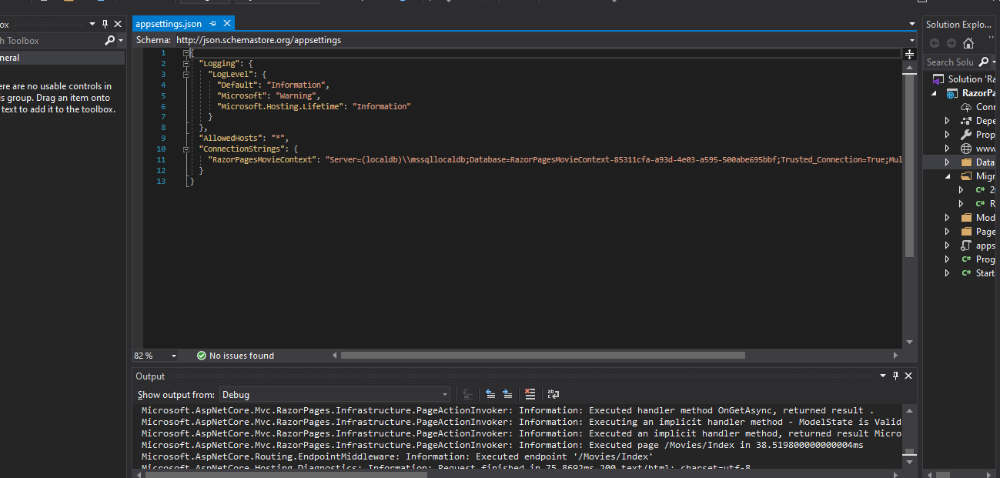 ox
appsettings.json
h Toolbox
Schema: http://json.schemastore.org/appsettings
neral
ere are no usable controls in
is group. Drag an item onto
text to add it to the toolbox.
1 {
2 "Logging": {
3 "LogLevel": {
4 "Default": "Information",
5 "Microsoft": "Warning",
6 "Microsoft.Hosting.Lifetime": "Information"
7 }
8 },
9 "AllowedHosts": "*",
10 "ConnectionStrings": {
11 "RazorPagesMovieContext": "Server=(localdb)\\mssqllocaldb;Database=RazorPagesMovieContext-85311cfa-a93d-4e03-a595-500abe695bbf;Trusted_Connection=True;Mul
12 }
13 }
82 %
No issues found
Output
Show output from: Debug
Microsoft.AspNetCore.Mvc.RazorPages.Infrastructure.PageActionInvoker: Information: Executed handler method OnGetAsync, returned result .
Microsoft.AspNetCore.Mvc.RazorPages.Infrastructure.PageActionInvoker: Information: Executing an implicit handler method - ModelState is Valid
Microsoft.AspNetCore.Mvc.RazorPages.Infrastructure.PageActionInvoker: Information: Executed an implicit handler method, returned result Micro
Microsoft.AspNetCore.Mvc.RazorPages.Infrastructure.PageActionInvoker: Information: Executed page /Movies/Index in 38.519800000000004ms
Microsoft.AspNetCore.Routing.EndpointMiddleware: Information: Executed endpoint '/Movies/Index'
Microsoft.AspNetCore.Hosting.Diagnostics: Information: Request finished in 75.8692ms 200 text/html; charset=utf-8
Solution Explo...
Search Solu
Solution 'Ra
RazorPa
Conn
Depe
Prop
www
Data
Migr
C# 20
C# R
Mod
Page
apps
C# Prog
C# Start